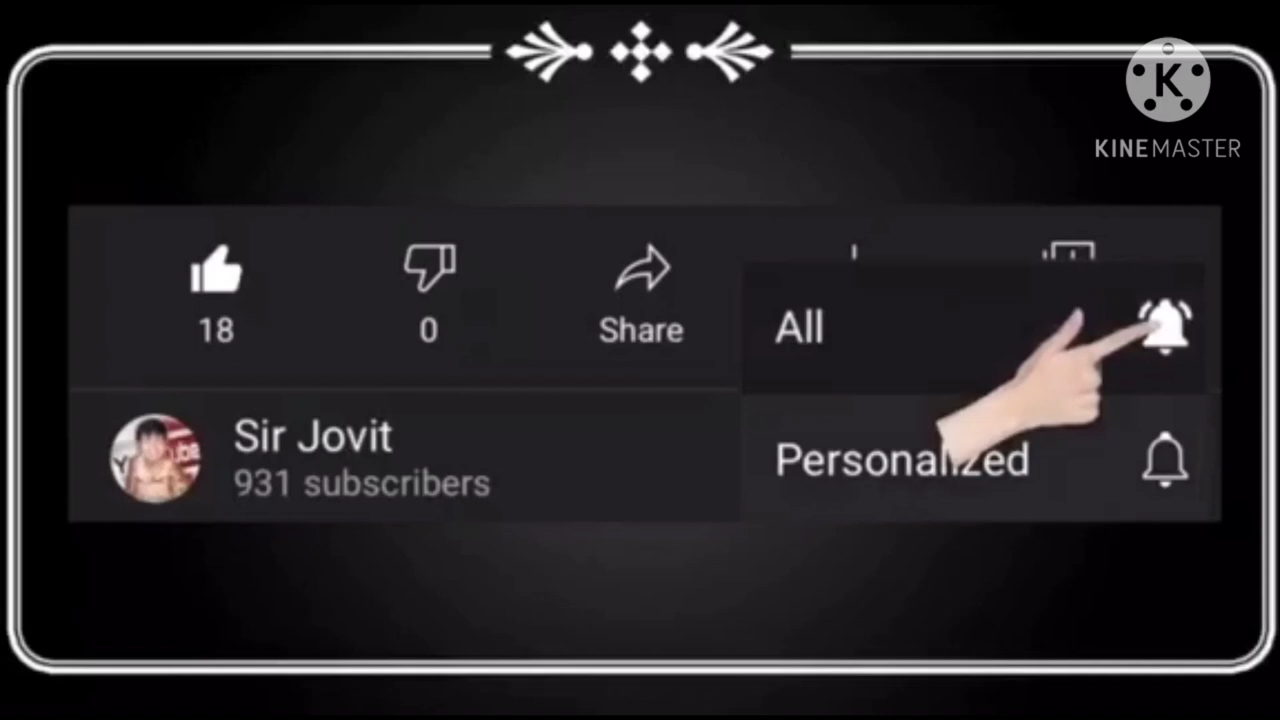 K
KINEMASTER
18
0
Share
All
Sir Jovit
931 subscribers
Personalized